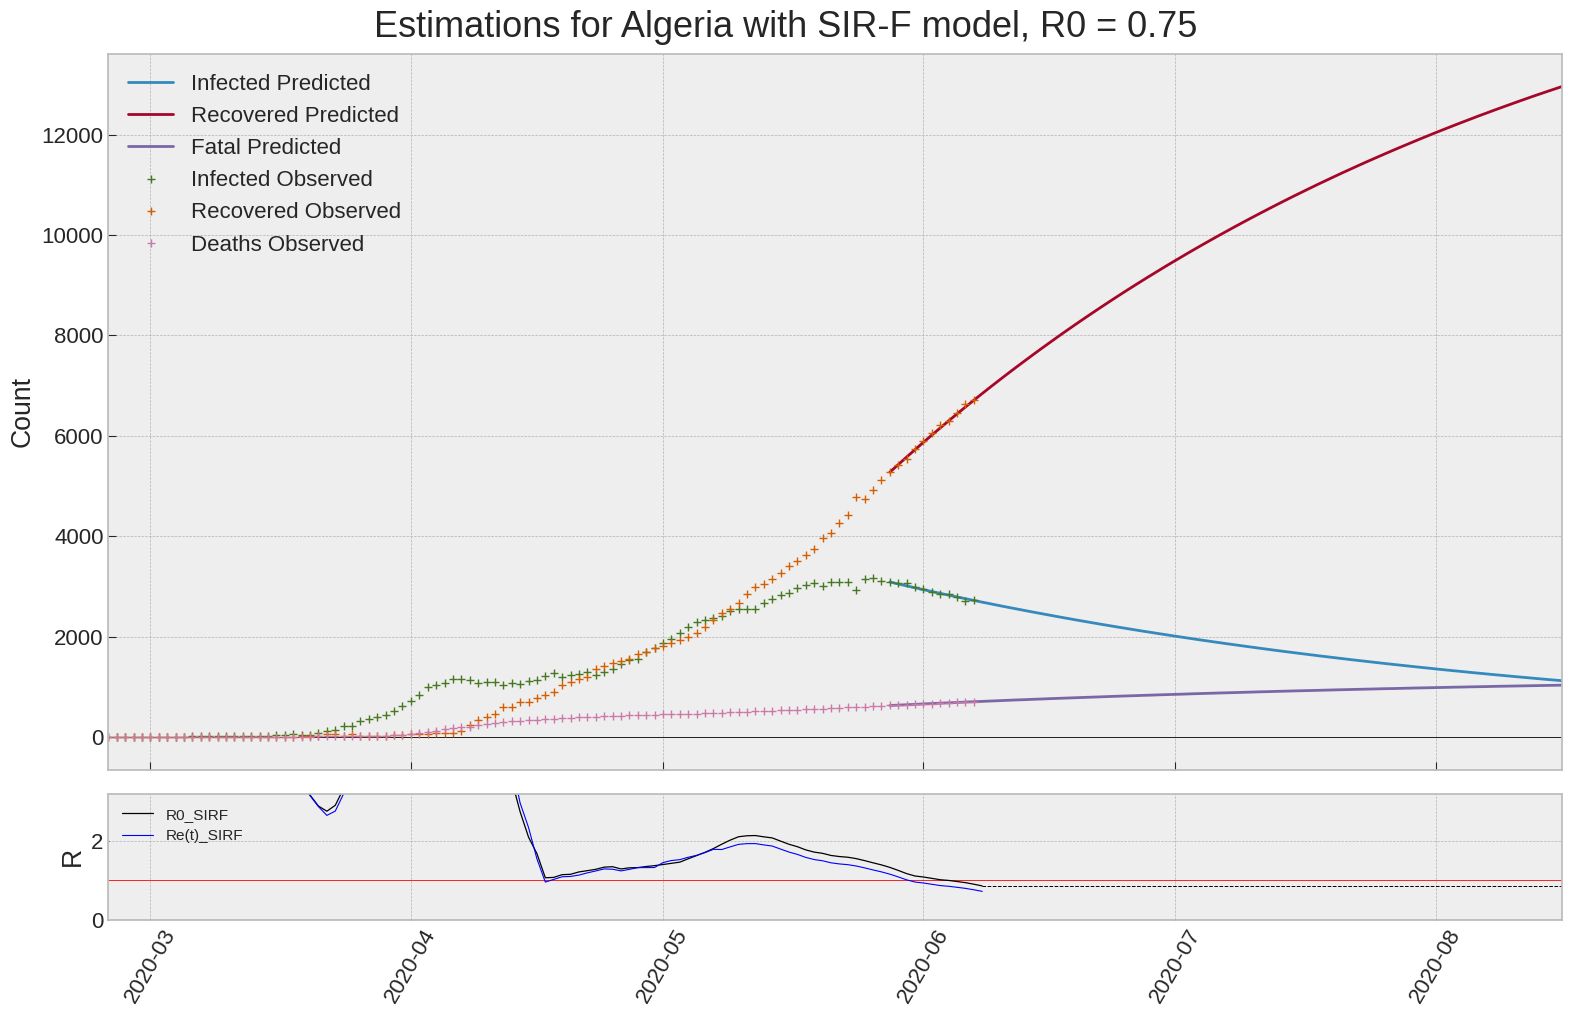 Estimations for Algeria with SIR-F model, R0 = 0.75
Infected Predicted
Recovered Predicted
Fatal Predicted
Infected Observed
Recovered Observed
Deaths Observed
12000
10000
8000
6000
4000
2000
0
Count
R0_SIRF
Re(t)_SIRF
2
0
R
2020-03
2020-04
2020-05
2020-06
2020-07
2020-08